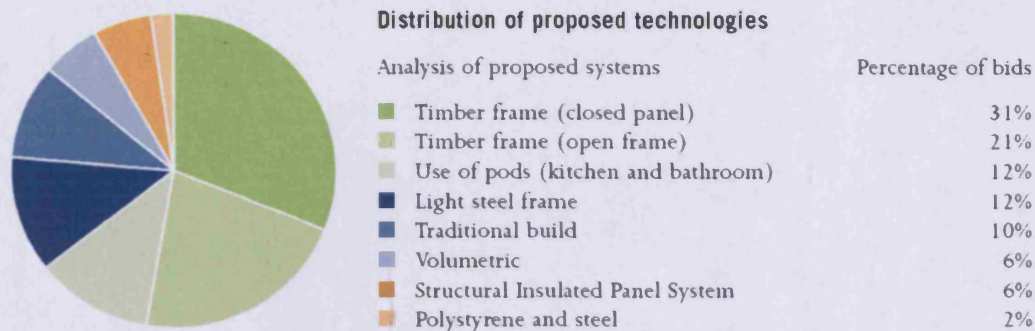 Distribution of proposed technologies
Analysis of proposed systems Percentage of bids
Timber frame (closed panel) 31%
Timber frame (open frame) 21%
Use of pods (kitchen and bathroom) 12%
Light steel frame 12%
Traditional build 10%
Volumetric 6%
Structural Insulated Panel System 6%
Polystyrene and steel 2%